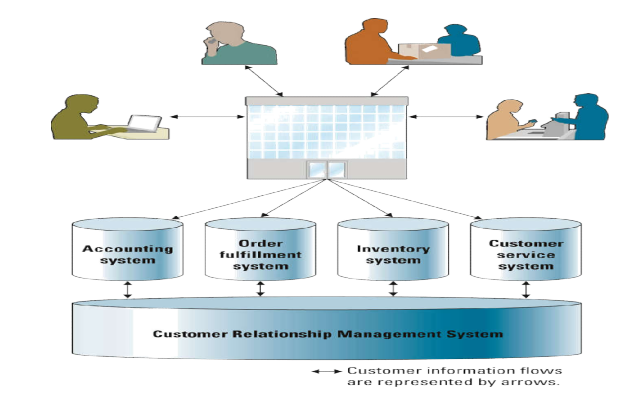 Accounting
system
Order
fulfillment
system
Inventory
system
Customer
service
system
Customer Relationship Management System
Customer information flows
are represented by arrows.